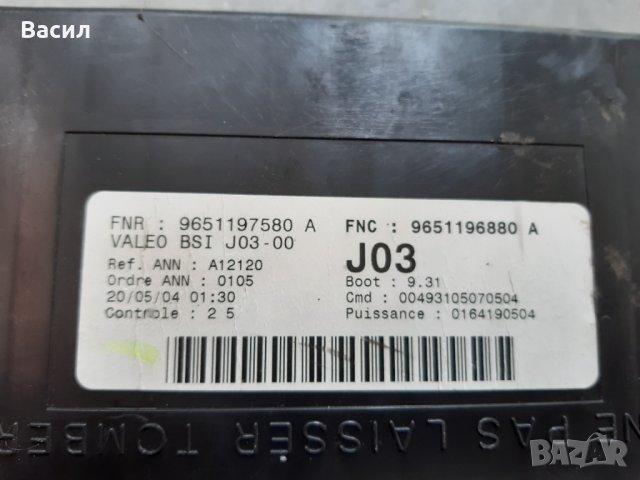 Васил
FNR : 9651197580 A
VALEO BSI J03-00
Ref. ANN : A12120
Ordre ANN : 0105
20/05/04 01:30
Controle : 2 5
FNC : 9651196880 A
J03
Boot : 9.31
Cmd : 00493105070504
Puissance : 0164190504
NE PAS LAISSER TOMBER
BAZAR